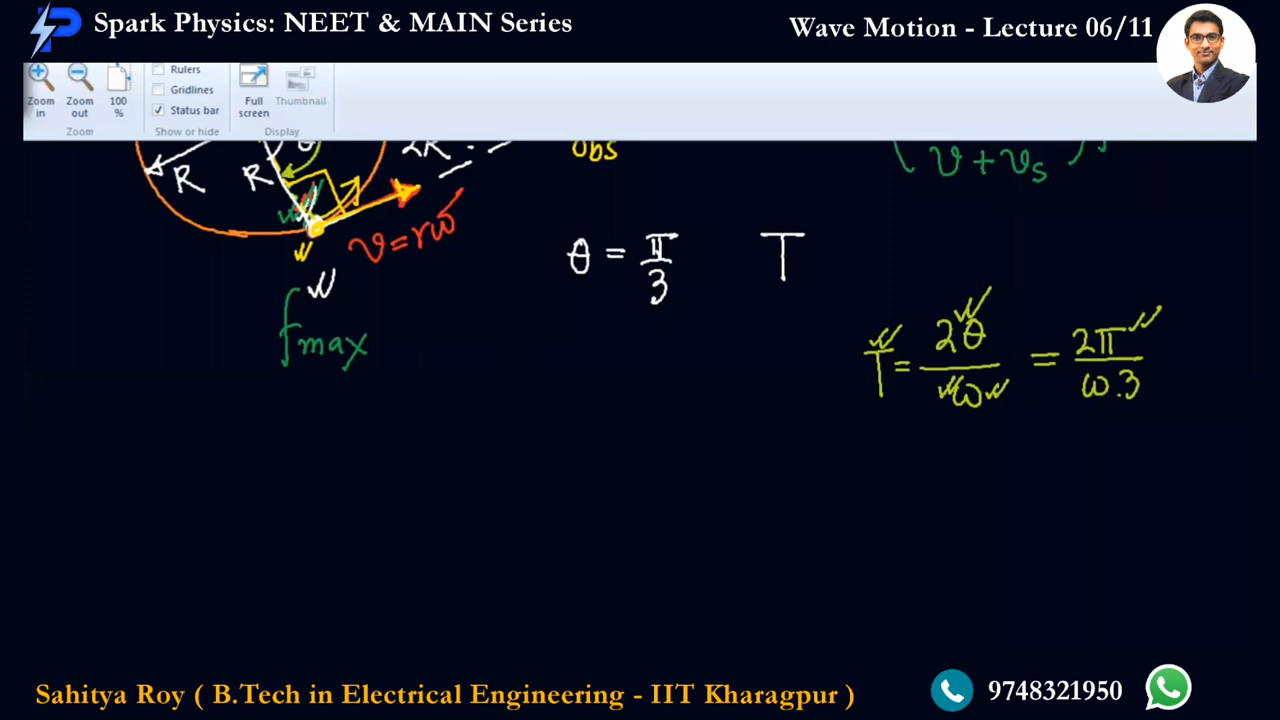 Spark Physics: NEET & MAIN Series
Wave Motion - Lecture 06/11
Zoom in
Zoom out
100 %
Rulers
Gridlines
Status bar
Full screen
Thumbnail
Zoom
Show or hide
Display
R
R
2R
obs
( v + vs )
v = rω
θ = π/3
T
fmax
T = 2θ/ω = 2π/ω.3
Sahitya Roy ( B.Tech in Electrical Engineering - IIT Kharagpur )
9748321950